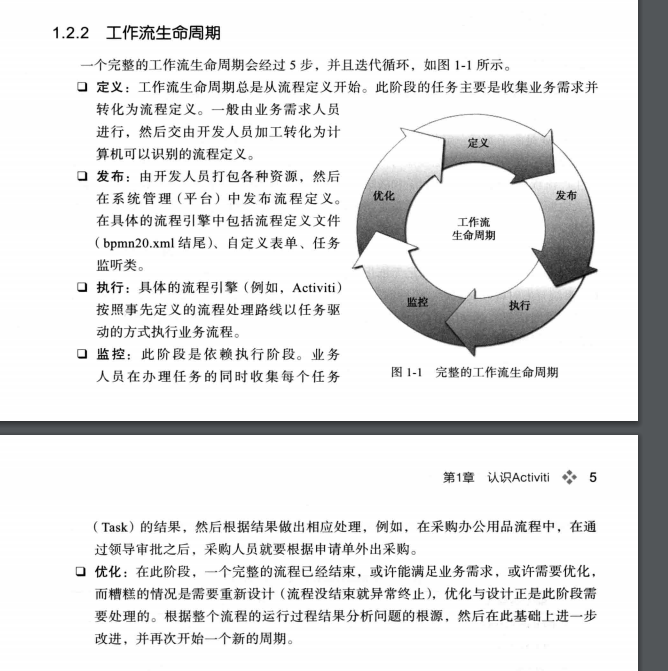 1.2.2 工作流生命周期
一个完整的工作流生命周期会经过 5 步，并且迭代循环，如图 1-1 所示。
定义：工作流生命周期总是从流程定义开始。此阶段的任务主要是收集业务需求并
转化为流程定义。一般由业务需求人员
进行，然后交由开发人员加工转化为计
算机可以识别的流程定义。
发布：由开发人员打包各种资源，然后
在系统管理（平台）中发布流程定义。
在具体的流程引擎中包括流程定义文件
（bpmn20.xml 结尾）、自定义表单、任务
监听类。
执行：具体的流程引擎（例如，Activiti）
按照事先定义的流程处理路线以任务驱
动的方式执行业务流程。
监控：此阶段是依赖执行阶段。业务
人员在办理任务的同时收集每个任务
定义
发布
执行
监控
优化
工作流
生命周期
图 1-1 完整的工作流生命周期
第1章 认识Activiti 5
（Task）的结果，然后根据结果做出相应处理，例如，在采购办公用品流程中，在通
过领导审批之后，采购人员就要根据申请单外出采购。
优化：在此阶段，一个完整的流程已经结束，或许能满足业务需求，或许需要优化，
而糟糕的情况是需要重新设计（流程没结束就异常终止），优化与设计正是此阶段需
要处理的。根据整个流程的运行过程结果分析问题的根源，然后在此基础上进一步
改进，并再次开始一个新的周期。